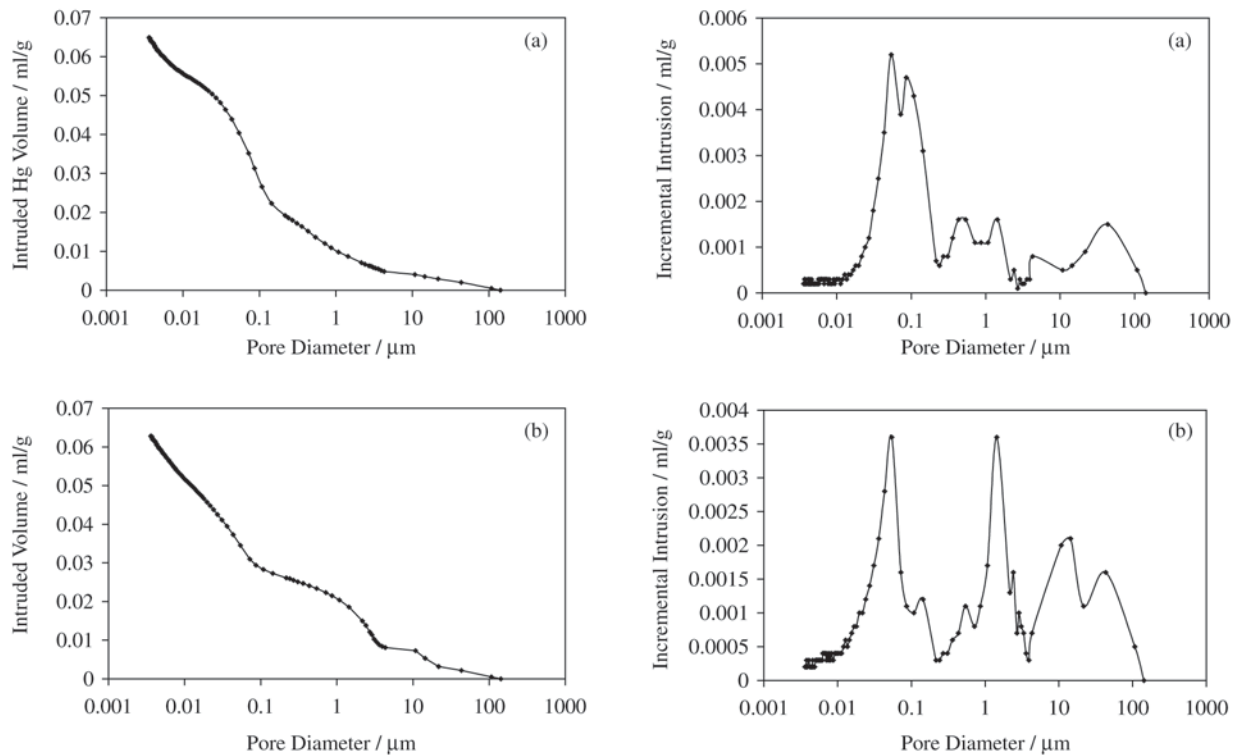 0.07
0.06
0.05
0.04
0.03
0.02
0.01
0
Intruded Hg Volume / ml/g
(a)
0.001 0.01 0.1 1 10 100 1000
Pore Diameter / μm
0.006
0.005
0.004
0.003
0.002
0.001
0
Incremental Intrusion / ml/g
(a)
0.001 0.01 0.1 1 10 100 1000
Pore Diameter / μm
0.07
0.06
0.05
0.04
0.03
0.02
0.01
0
Intruded Volume / ml/g
(b)
0.001 0.01 0.1 1 10 100 1000
Pore Diameter / μm
0.004
0.0035
0.003
0.0025
0.002
0.0015
0.001
0.0005
0
Incremental Intrusion / ml/g
(b)
0.001 0.01 0.1 1 10 100 1000
Pore Diameter / μm